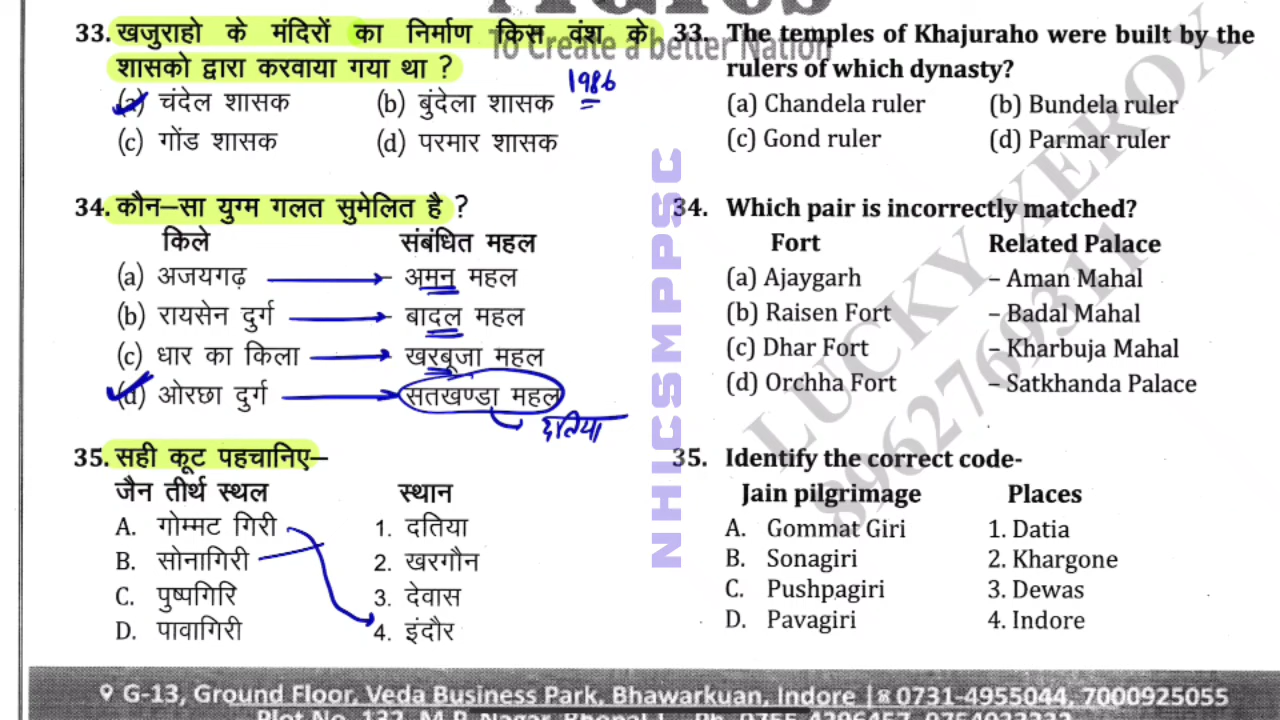 To Create a better Nation
33. खजुराहो के मंदिरों का निर्माण किस वंश के
शासको द्वारा करवाया गया था ?
(a) चंदेल शासक (b) बुंदेला शासक 1986
(c) गोंड शासक (d) परमार शासक
34. कौन–सा युग्म गलत सुमेलित है ?
किले संबंधित महल
(a) अजयगढ़ – अमन महल
(b) रायसेन दुर्ग – बादल महल
(c) धार का किला – खरबूजा महल
(d) ओरछा दुर्ग – सतखण्डा महल
दतिया
35. सही कूट पहचानिए–
जैन तीर्थ स्थल स्थान
A. गोम्मट गिरी 1. दतिया
B. सोनागिरी 2. खरगौन
C. पुष्पगिरि 3. देवास
D. पावागिरी 4. इंदौर
NHICSMPPSC
33. The temples of Khajuraho were built by the
rulers of which dynasty?
(a) Chandela ruler (b) Bundela ruler
(c) Gond ruler (d) Parmar ruler
34. Which pair is incorrectly matched?
Fort Related Palace
(a) Ajaygarh – Aman Mahal
(b) Raisen Fort – Badal Mahal
(c) Dhar Fort – Kharbuja Mahal
(d) Orchha Fort – Satkhanda Palace
35. Identify the correct code-
Jain pilgrimage Places
A. Gommat Giri 1. Datia
B. Sonagiri 2. Khargone
C. Pushpagiri 3. Dewas
D. Pavagiri 4. Indore
LUCKY XEROX
8962769311
G-13, Ground Floor, Veda Business Park, Bhawarkuan, Indore | 0731-4955044, 7000925055